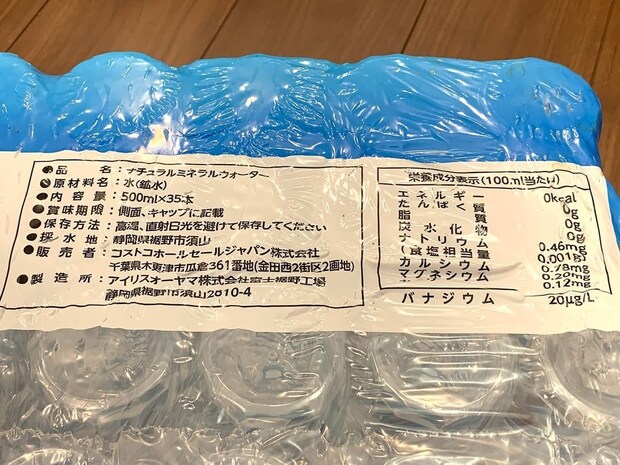 ●品名：ナチュラルミネラルウォーター
●原材料名：水(鉱水)
●内容量：500ml×35本
●賞味期限：側面、キャップに記載
●保存方法：高温、直射日光を避けて保存してください
●採水地：静岡県裾野市須山
●販売者：コストコホールセールジャパン株式会社
千葉県木更津市瓜倉361番地(金田西2街区2画地)
●製造所：アイリスオーヤマ株式会社富士裾野工場
静岡県裾野市須山2810-4
栄養成分表示(100ml当たり)
エネルギー 0kcal
たんぱく質 0g
脂質 0g
炭水化物 0g
ナトリウム 0.46mg
(食塩相当量 0.001g)
カルシウム 0.78mg
マグネシウム 0.20mg
0.12mg
バナジウム 20μg/L